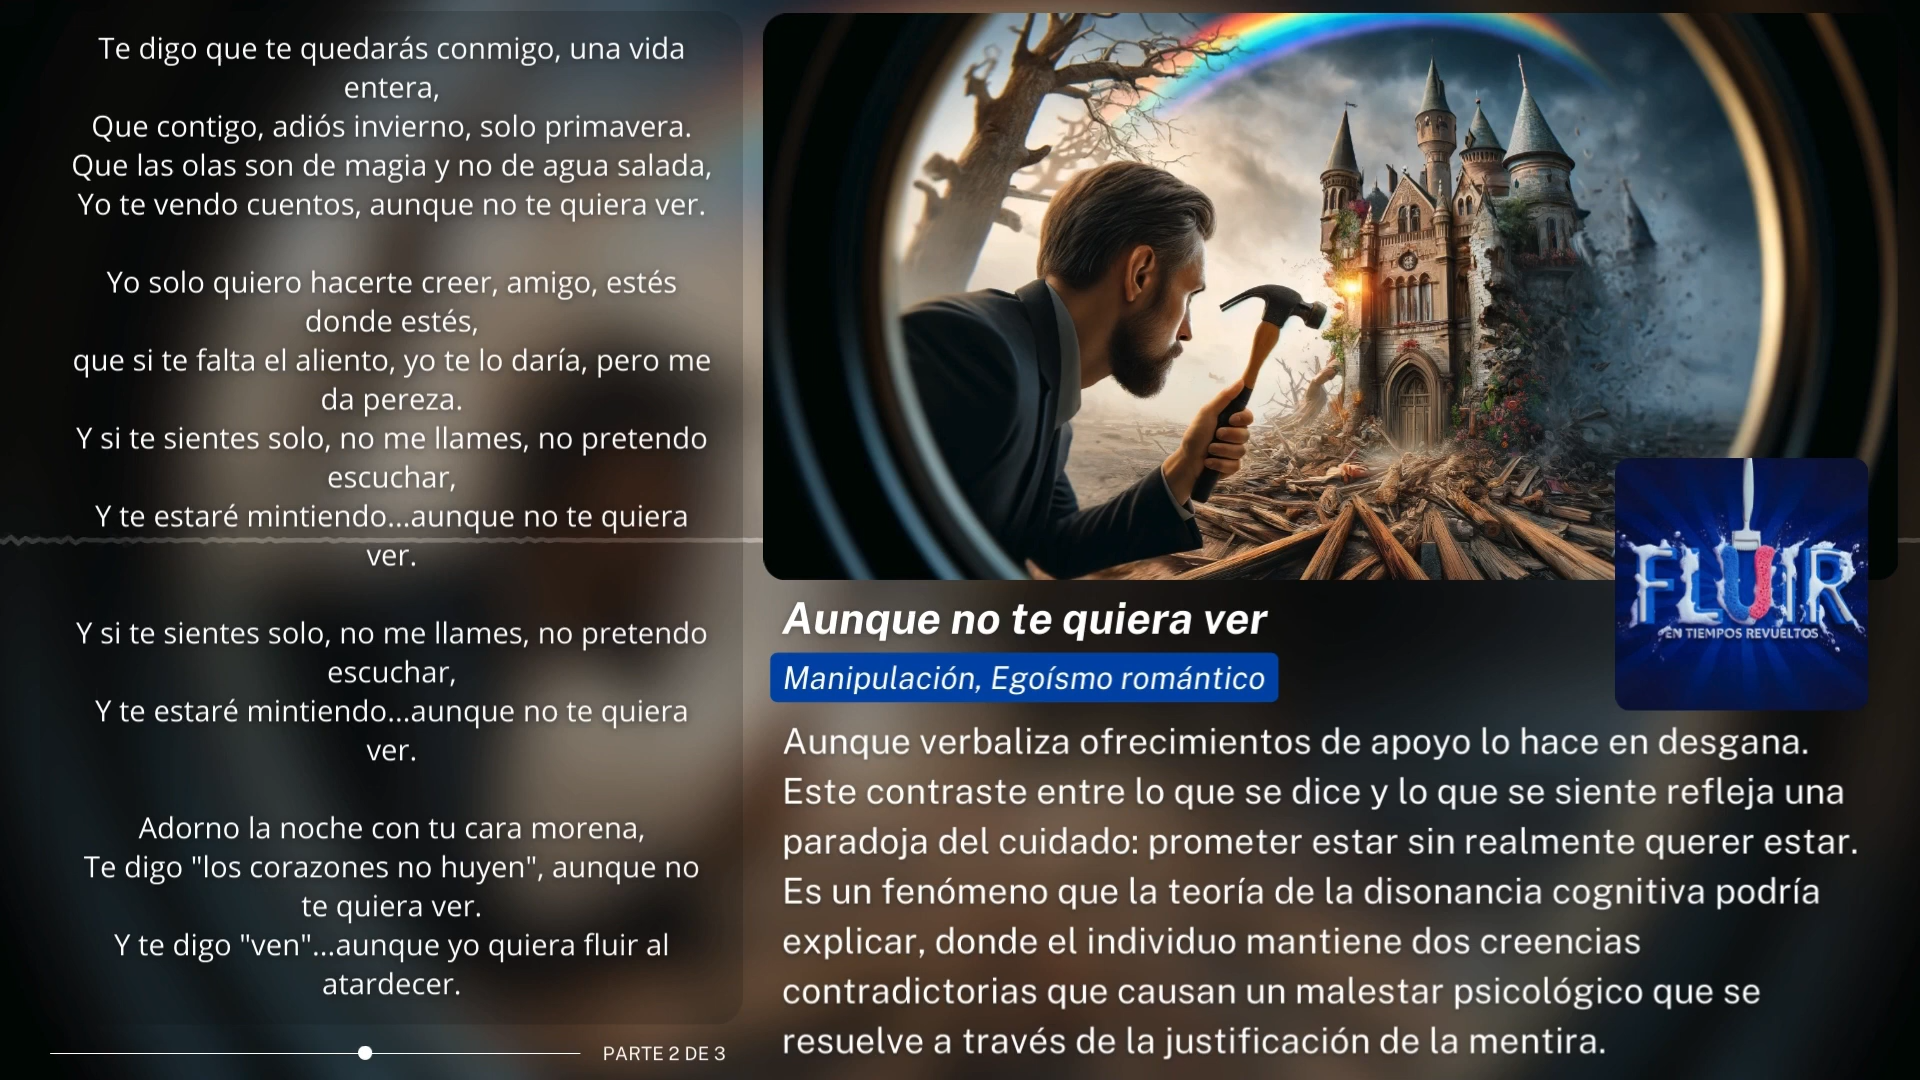 Te digo que te quedarás conmigo, una vida
entera,
Que contigo, adiós invierno, solo primavera.
Que las olas son de magia y no de agua salada,
Yo te vendo cuentos, aunque no te quiera ver.
Yo solo quiero hacerte creer, amigo, estés
donde estés,
que si te falta el aliento, yo te lo daría, pero me
da pereza.
Y si te sientes solo, no me llames, no pretendo
escuchar,
Y te estaré mintiendo...aunque no te quiera
ver.
Y si te sientes solo, no me llames, no pretendo
escuchar,
Y te estaré mintiendo...aunque no te quiera
ver.
Adorno la noche con tu cara morena,
Te digo "los corazones no huyen", aunque no
te quiera ver.
Y te digo "ven"...aunque yo quiera fluir al
atardecer.
PARTE 2 DE 3
FLUIR
EN TIEMPOS REVUELTOS
Aunque no te quiera ver
Manipulación, Egoísmo romántico
Aunque verbaliza ofrecimientos de apoyo lo hace en desgana.
Este contraste entre lo que se dice y lo que se siente refleja una
paradoja del cuidado: prometer estar sin realmente querer estar.
Es un fenómeno que la teoría de la disonancia cognitiva podría
explicar, donde el individuo mantiene dos creencias
contradictorias que causan un malestar psicológico que se
resuelve a través de la justificación de la mentira.